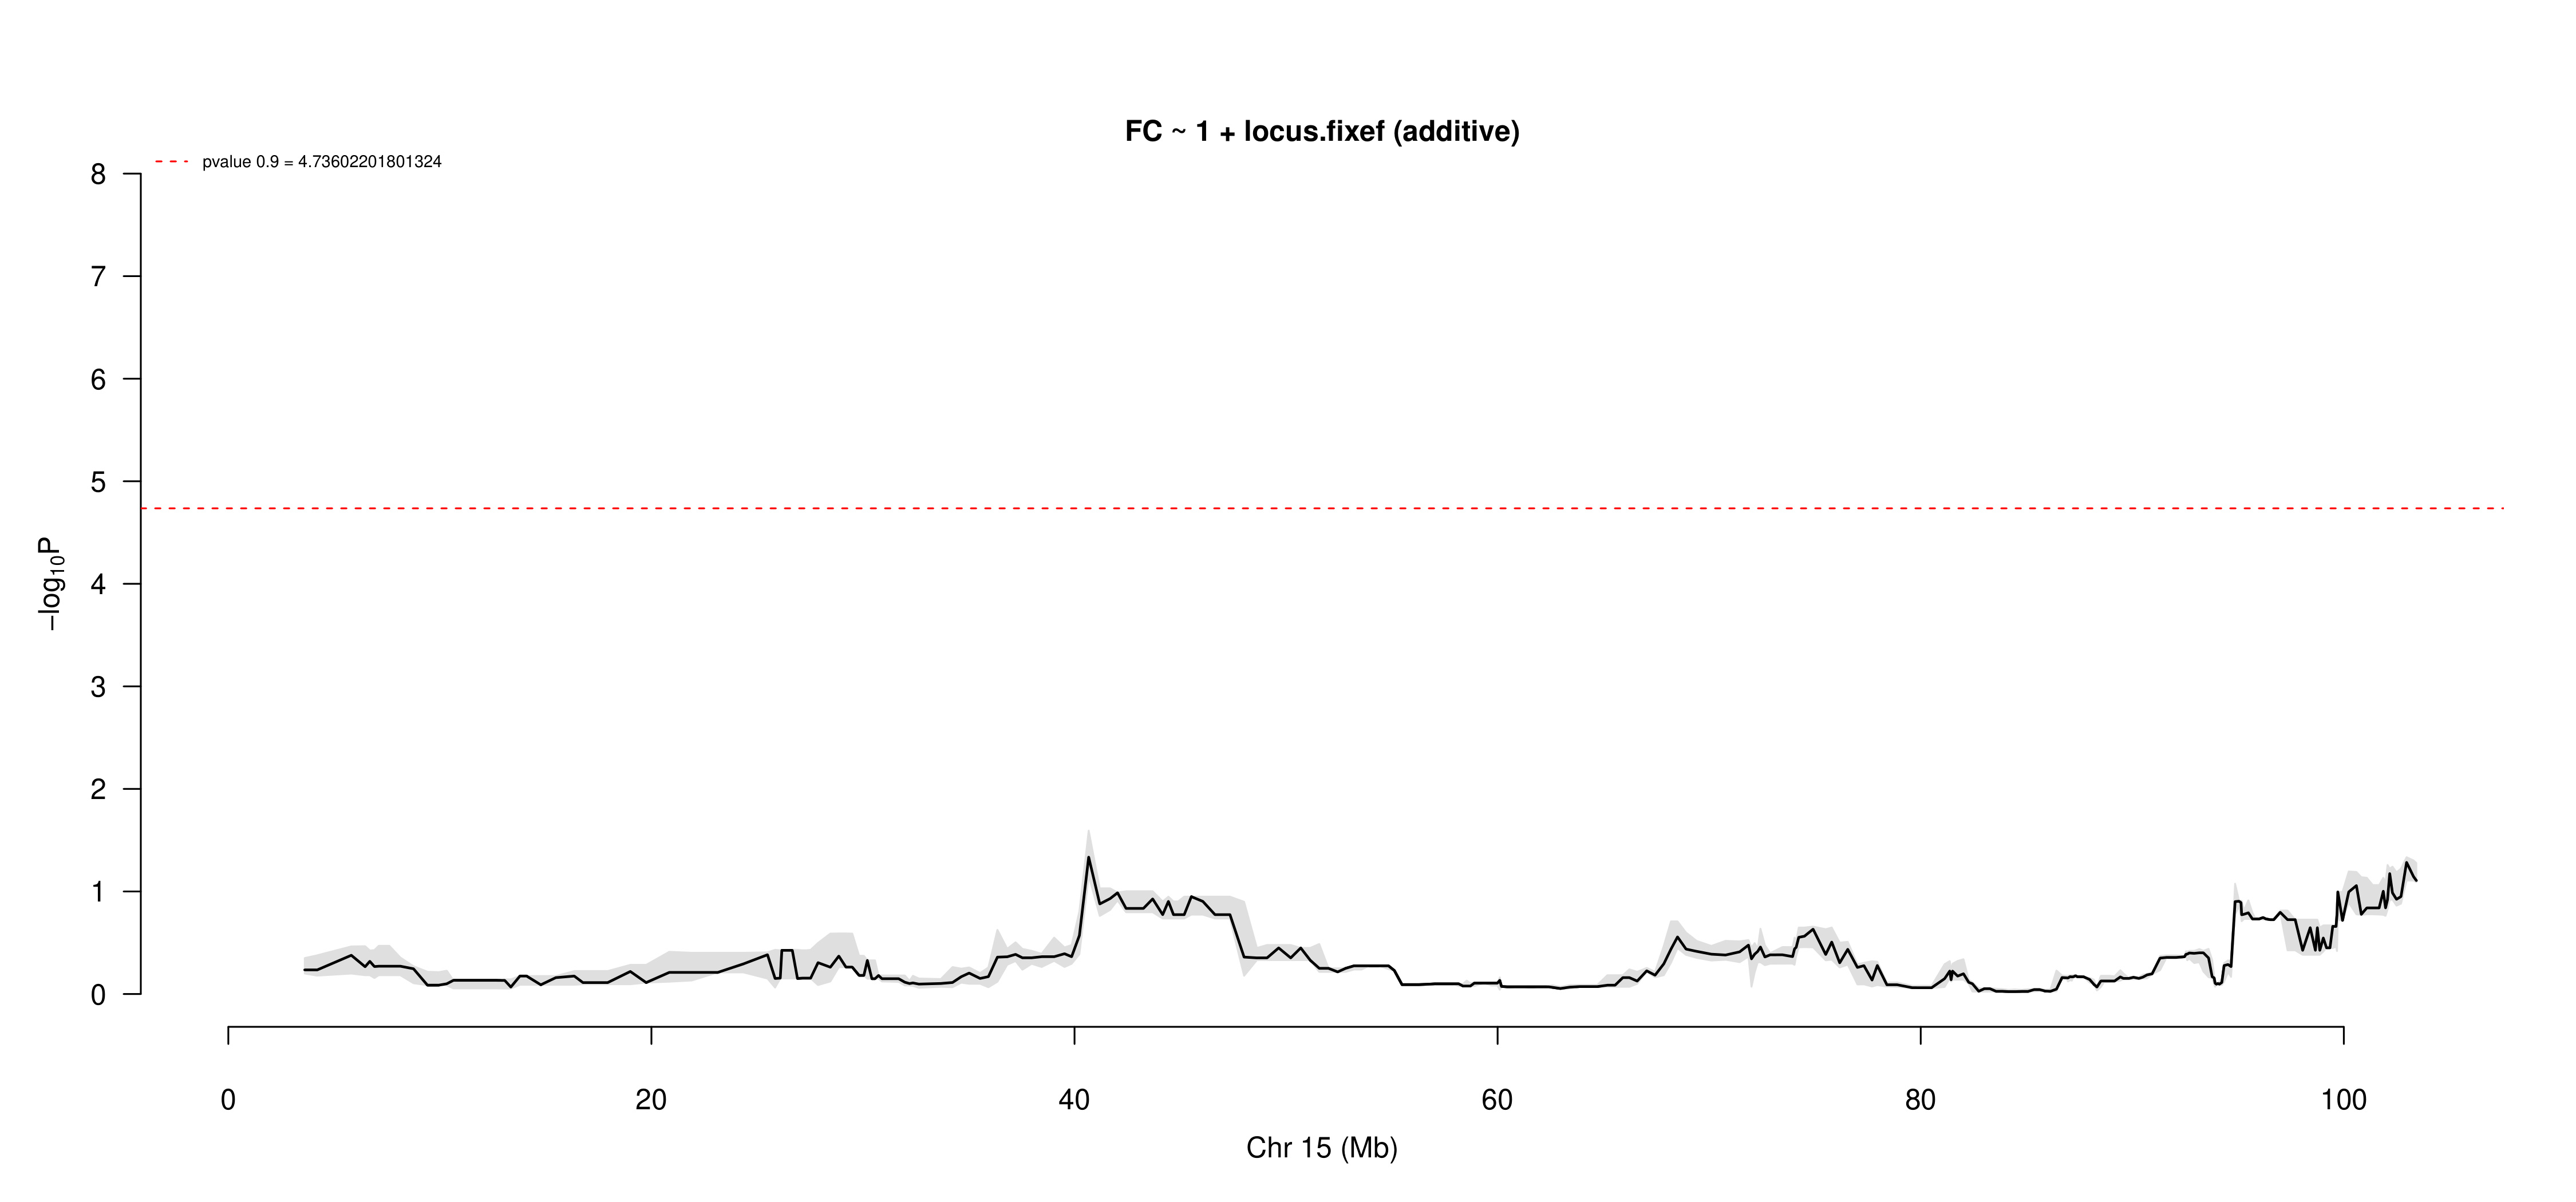 FC ~ 1 + locus.fixef (additive)
pvalue 0.9 = 4.73602201801324
8
7
6
5
4
3
2
1
0
−log10P
0 20 40 60 80 100
Chr 15 (Mb)